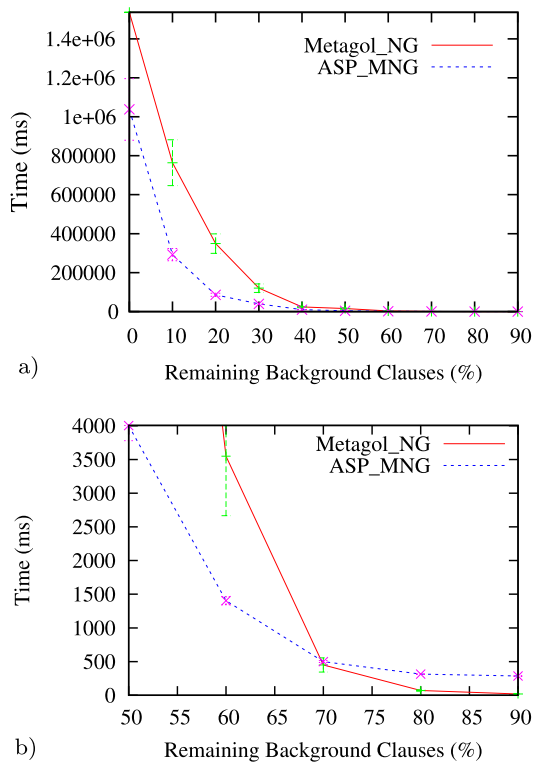 1.4e+06
1.2e+06
1e+06
800000
600000
400000
200000
0
Time (ms)
Metagol_NG
ASP_MNG
0 10 20 30 40 50 60 70 80 90
Remaining Background Clauses (%)
a)
4000
3500
3000
2500
2000
1500
1000
500
0
Time (ms)
Metagol_NG
ASP_MNG
50 55 60 65 70 75 80 85 90
Remaining Background Clauses (%)
b)